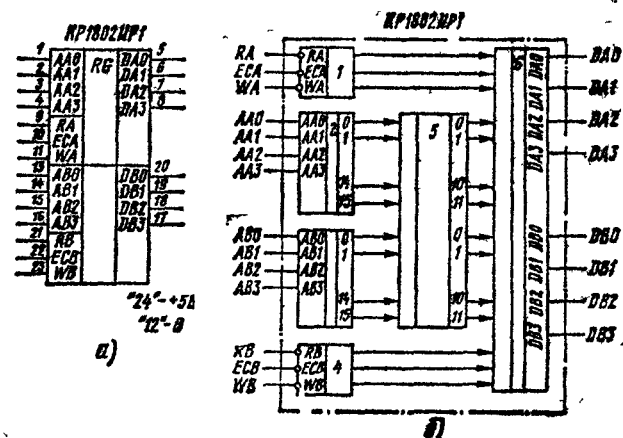 КР1802ИР1
1 AA0 RG DA0 5
2 AA1 DA1 6
3 AA2 DA2 7
4 AA3 DA3 8
9 RA
10 ECA
11 WA
13 AB0 DB0 20
14 AB1 DB1 19
15 AB2 DB2 18
16 AB3 DB3 17
21 RB
22 ECB
23 WB
"24"-+5В
"12"-0
а)
КР1802ИР1
RA RA
ECA ECA 1
WA WA
AA0 AA0 2 0
AA1 AA1 1
AA2 AA2
AA3 AA3
14
15
AB0 AB0 0
AB1 AB1 1
AB2 AB2
AB3 AB3
14
15
RB RB
ECB ECB 4
WB WB
5
0
1
10
11
0
1
10
11
DA0 DA0
DA1 DA1
DA2 DA2
DA3 DA3
DB0 DB0
DB1 DB1
DB2 DB2
DB3 DB3
б)